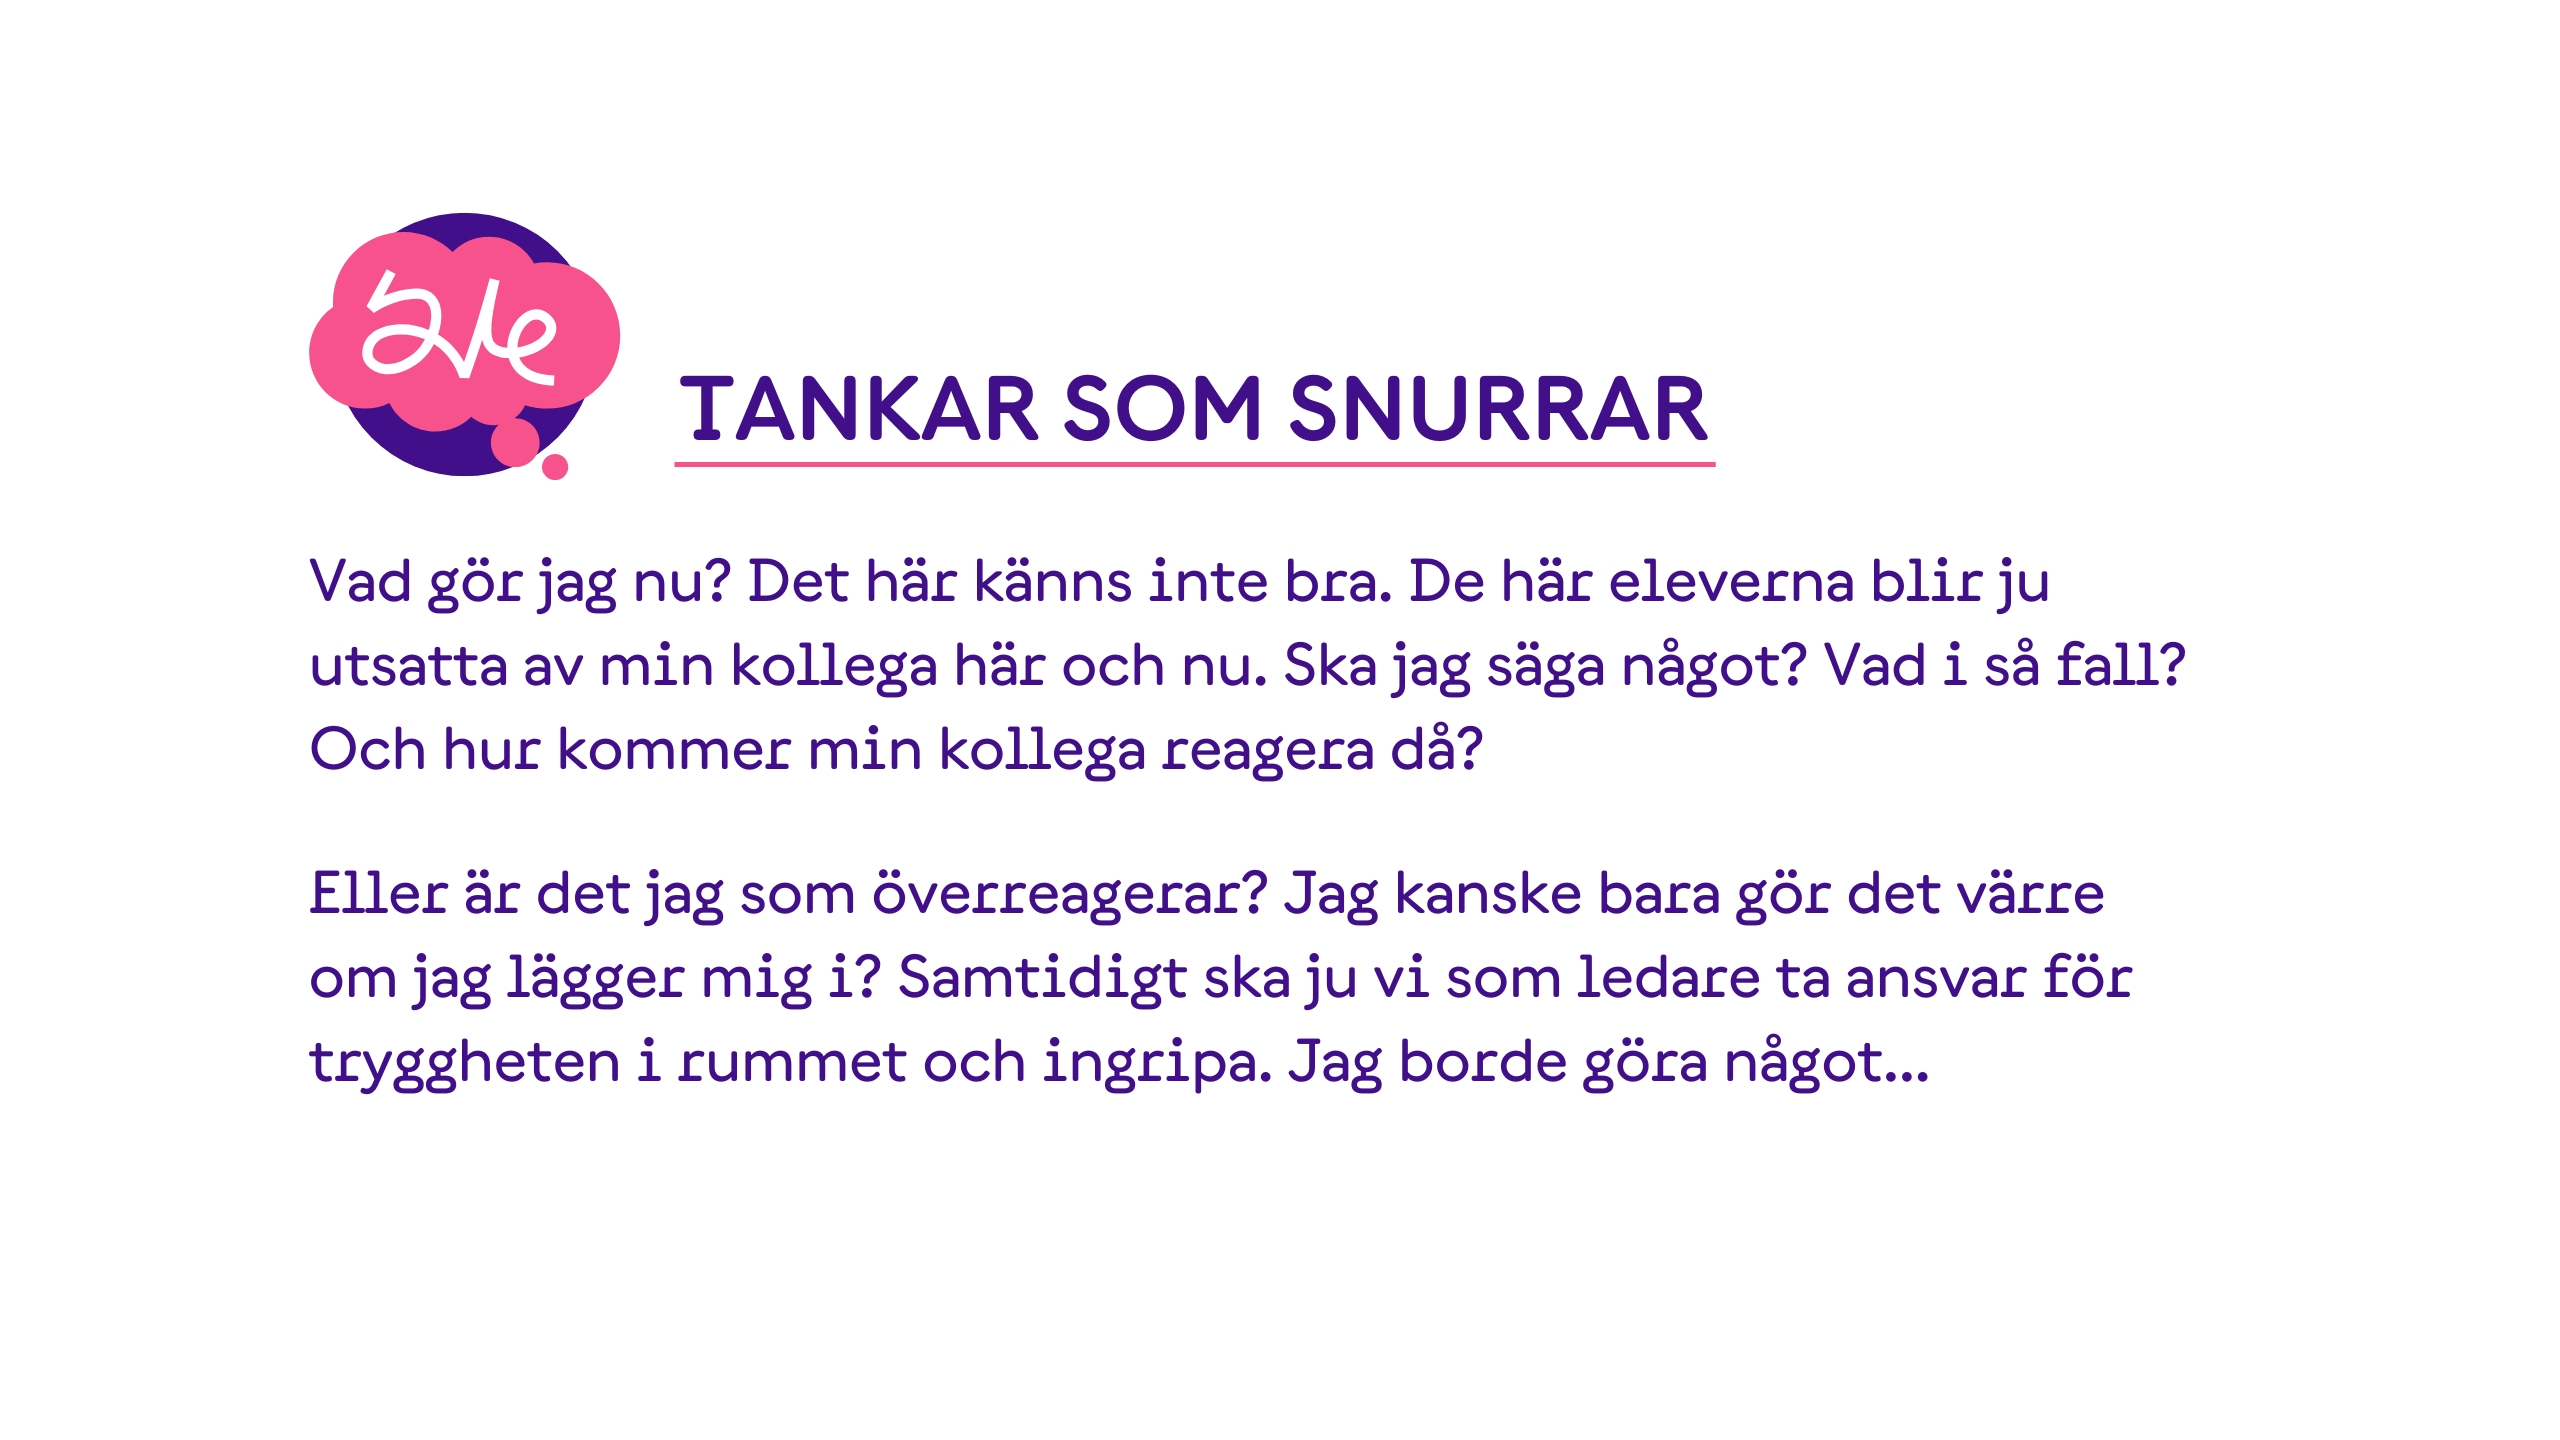 TANKAR SOM SNURRAR
Vad gör jag nu? Det här känns inte bra. De här eleverna blir ju
utsatta av min kollega här och nu. Ska jag säga något? Vad i så fall?
Och hur kommer min kollega reagera då?
Eller är det jag som överreagerar? Jag kanske bara gör det värre
om jag lägger mig i? Samtidigt ska ju vi som ledare ta ansvar för
tryggheten i rummet och ingripa. Jag borde göra något...